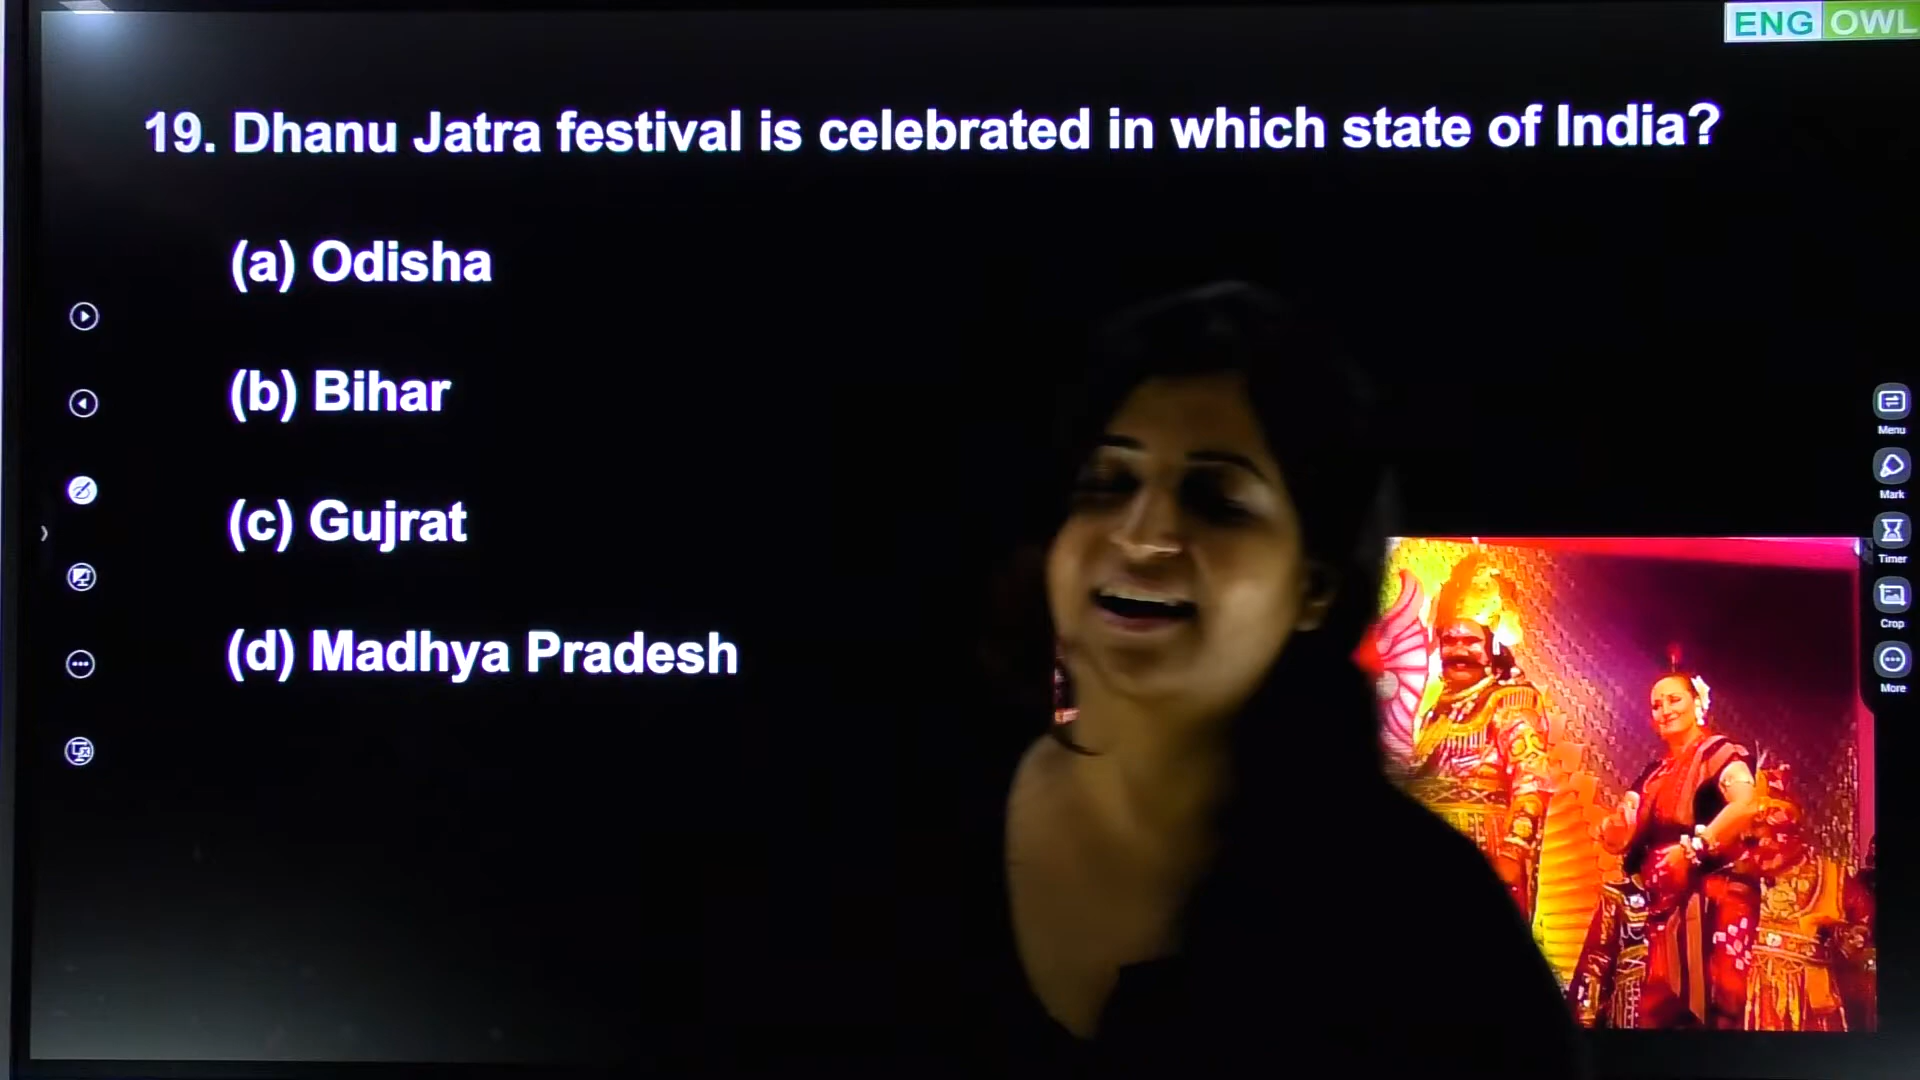 ENG OWL
19. Dhanu Jatra festival is celebrated in which state of India?
(a) Odisha
(b) Bihar
(c) Gujrat
(d) Madhya Pradesh
Menu
Mark
Timer
Crop
More